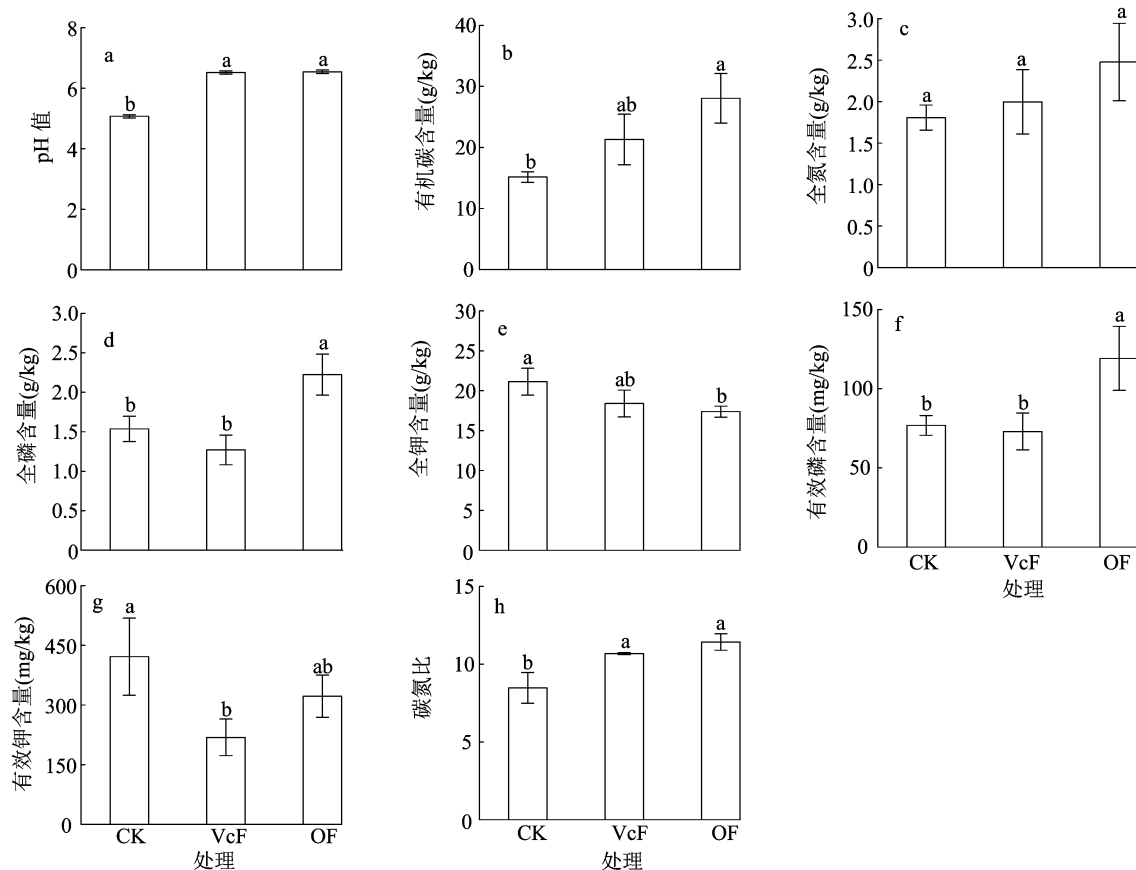 8
6
4
2
0
pH 值
a
b
a
a
40
30
20
10
0
有机碳含量(g/kg)
b
b
ab
a
3.0
2.5
2.0
1.5
1.0
0.5
0
全氮含量(g/kg)
c
a
a
a
3.0
2.5
2.0
1.5
1.0
0.5
0
全磷含量(g/kg)
d
b
b
a
30
25
20
15
10
5
0
全钾含量(g/kg)
e
a
ab
b
150
100
50
0
有效磷含量(mg/kg)
f
b
b
a
CK VcF OF
处理
600
450
300
150
0
有效钾含量(mg/kg)
g
a
b
ab
CK VcF OF
处理
15
10
5
0
碳氮比
h
b
a
a
CK VcF OF
处理